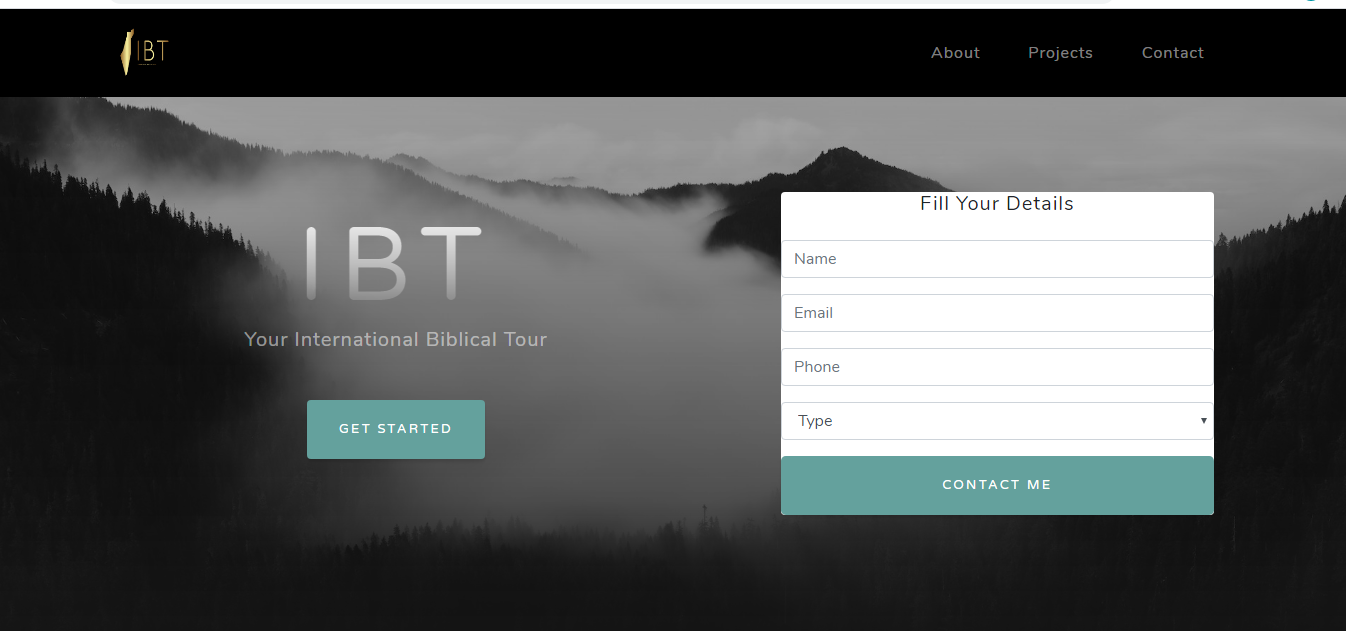 IBT
About
Projects
Contact
IBT
Your International Biblical Tour
GET STARTED
Fill Your Details
Name
Email
Phone
Type
CONTACT ME